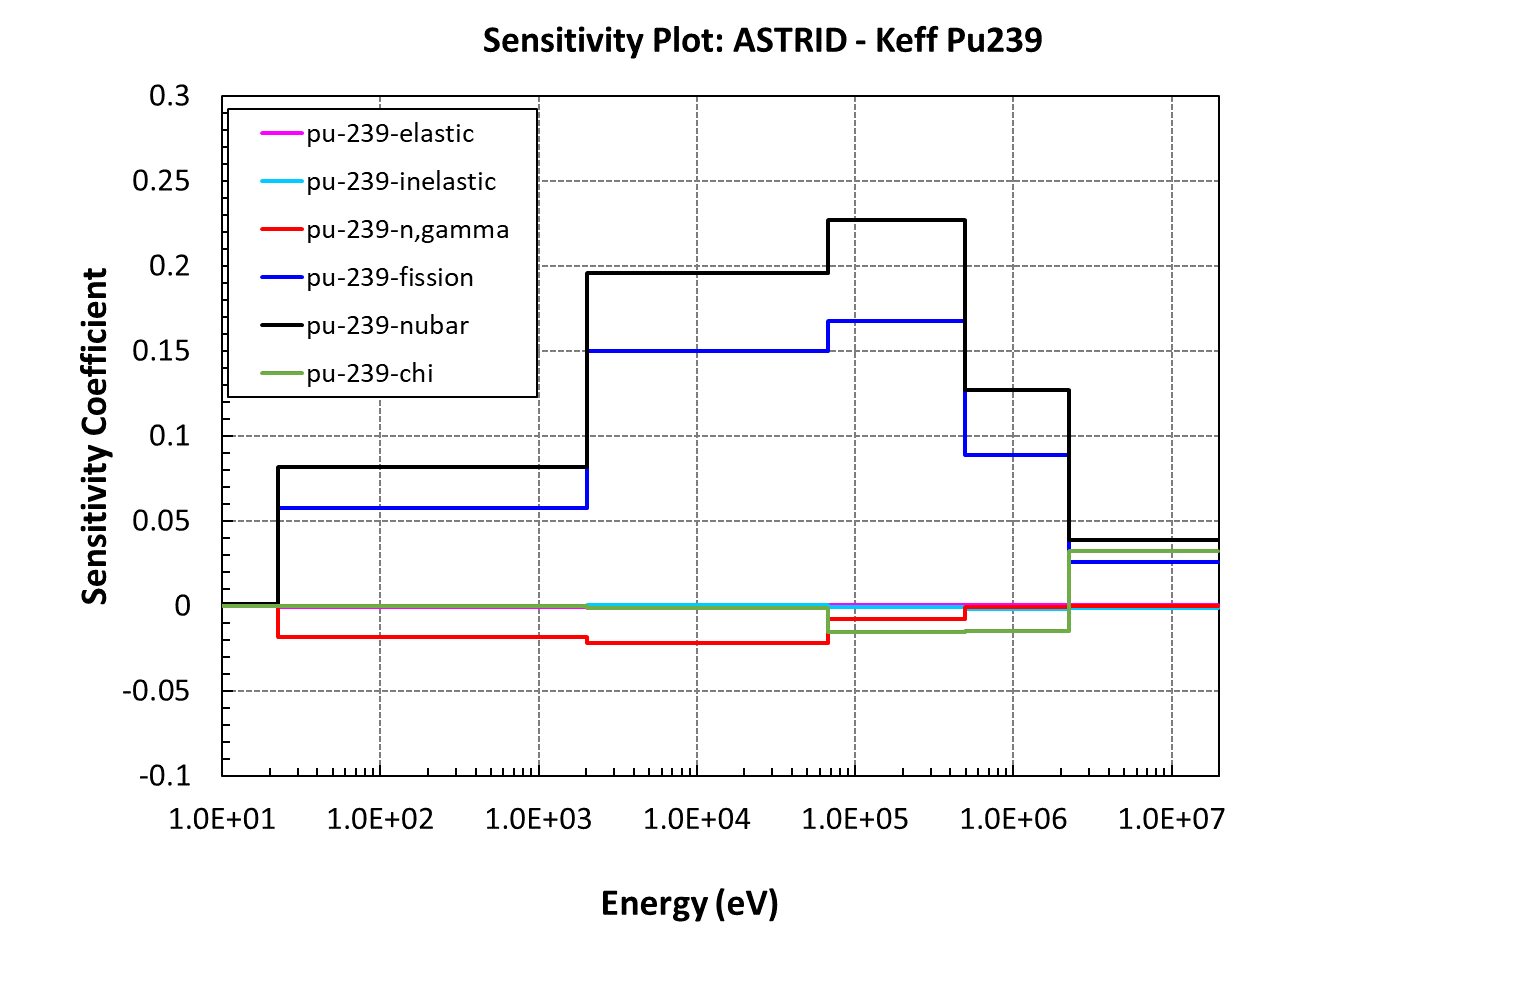 Sensitivity Plot: ASTRID - Keff Pu239
Sensitivity Coefficient
0.3
0.25
0.2
0.15
0.1
0.05
0
-0.05
-0.1
pu-239-elastic
pu-239-inelastic
pu-239-n,gamma
pu-239-fission
pu-239-nubar
pu-239-chi
1.0E+01 1.0E+02 1.0E+03 1.0E+04 1.0E+05 1.0E+06 1.0E+07
Energy (eV)